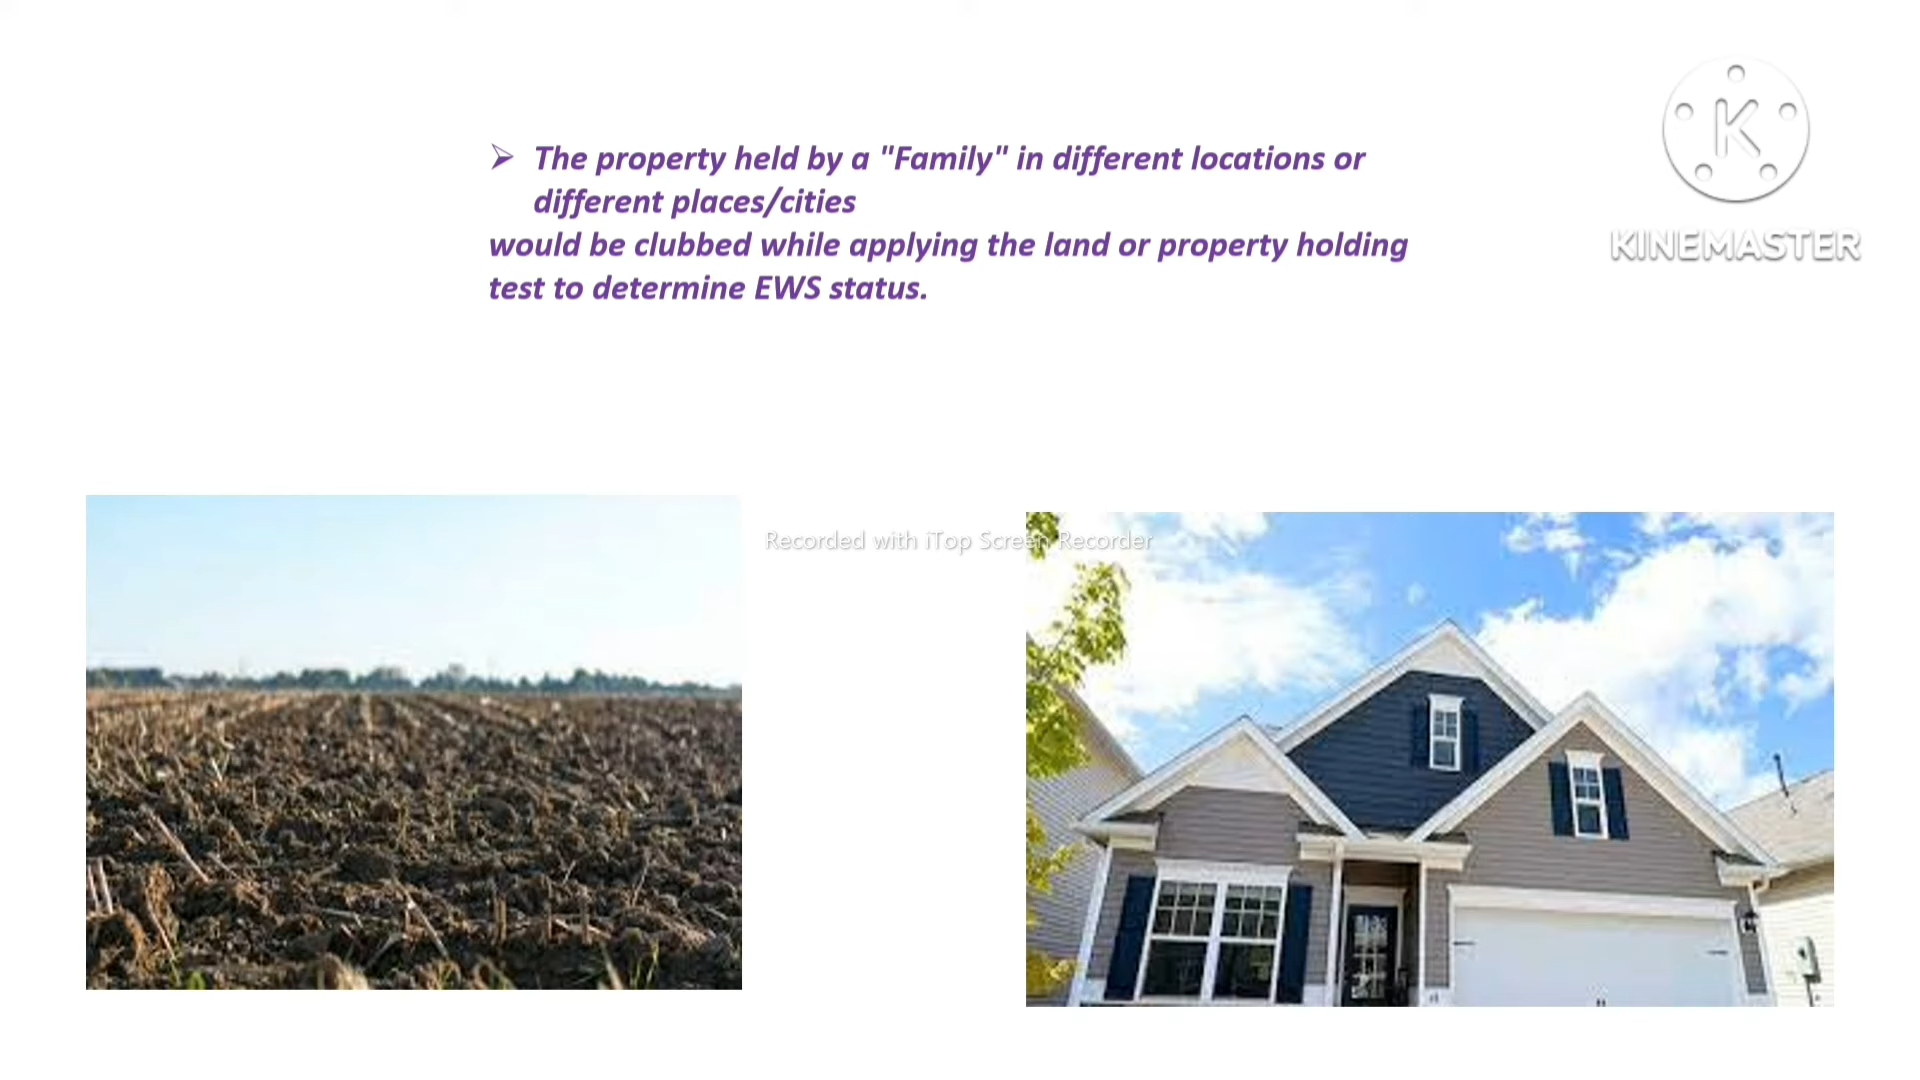 ➢ The property held by a "Family" in different locations or
different places/cities
would be clubbed while applying the land or property holding
test to determine EWS status.
K
KINEMASTER
Recorded with iTop Screen Recorder